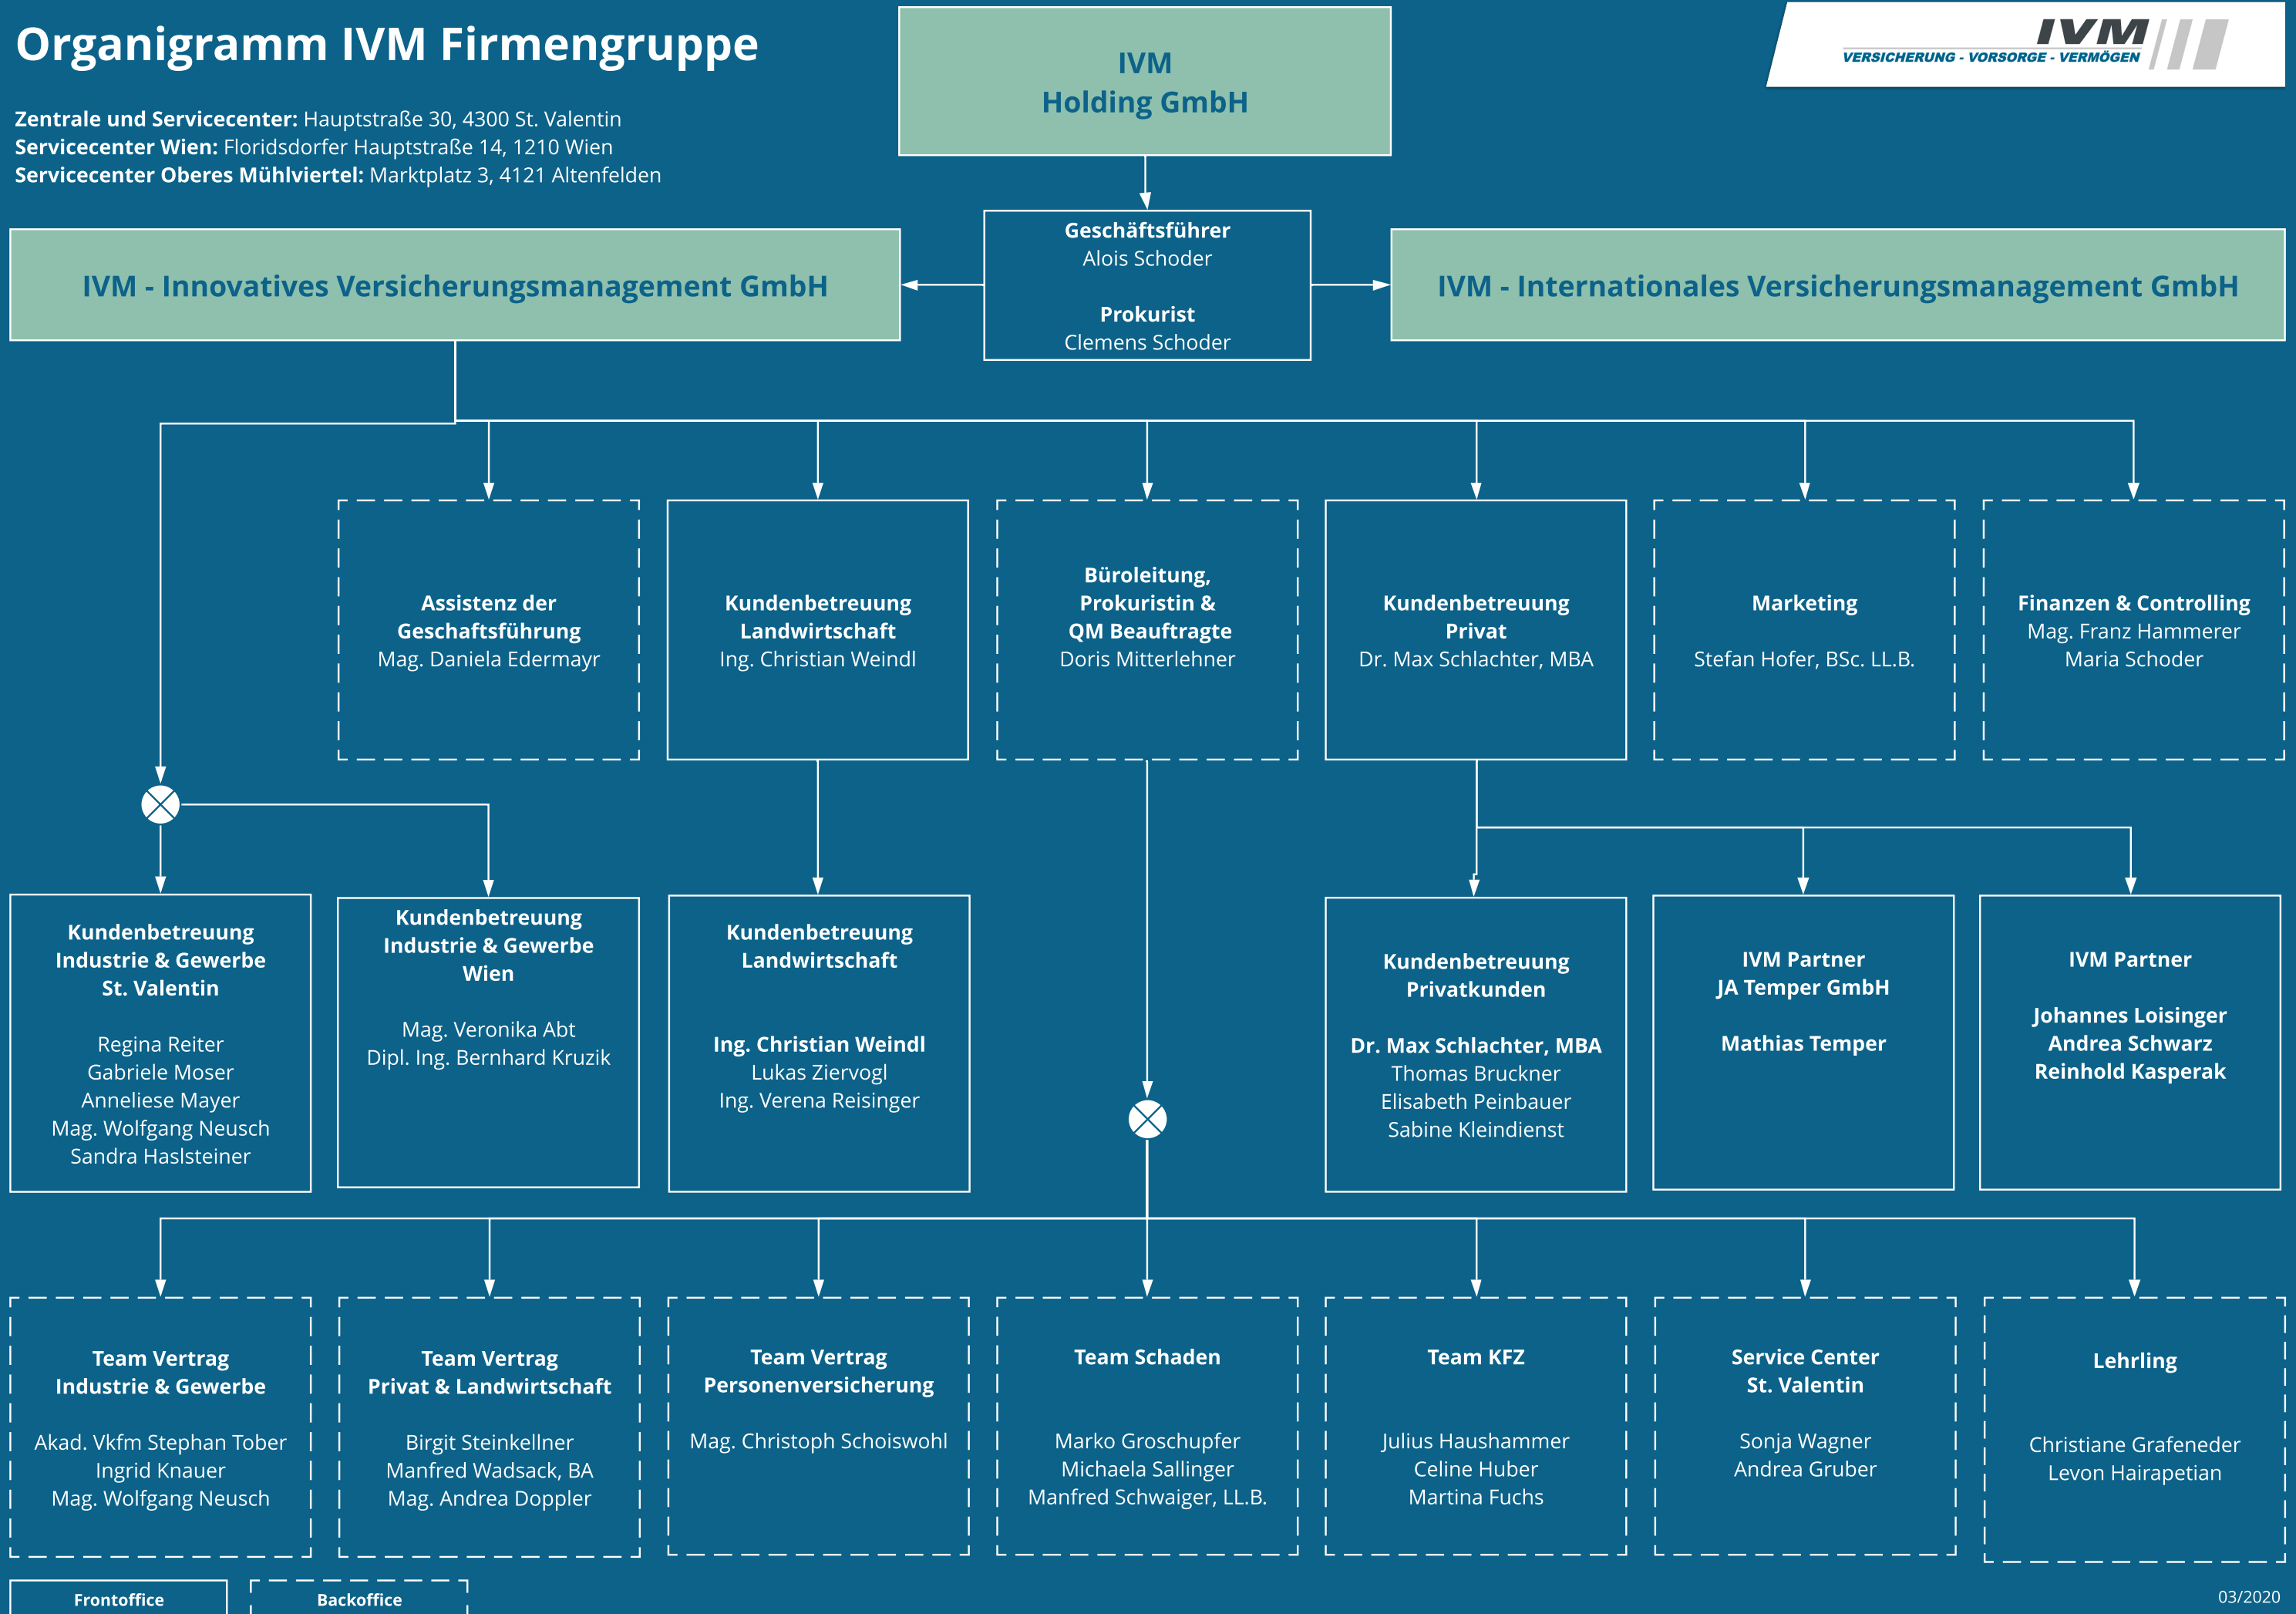 Organigramm IVM Firmengruppe
Zentrale und Servicecenter: Hauptstraße 30, 4300 St. Valentin
Servicecenter Wien: Floridsdorfer Hauptstraße 14, 1210 Wien
Servicecenter Oberes Mühlviertel: Marktplatz 3, 4121 Altenfelden
IVM
Holding GmbH
IVM
VERSICHERUNG - VORSORGE - VERMÖGEN
Geschäftsführer
Alois Schoder
Prokurist
Clemens Schoder
IVM - Innovatives Versicherungsmanagement GmbH
IVM - Internationales Versicherungsmanagement GmbH
Assistenz der
Geschaftsführung
Mag. Daniela Edermayr
Kundenbetreuung
Landwirtschaft
Ing. Christian Weindl
Büroleitung,
Prokuristin &
QM Beauftragte
Doris Mitterlehner
Kundenbetreuung
Privat
Dr. Max Schlachter, MBA
Marketing
Stefan Hofer, BSc. LL.B.
Finanzen & Controlling
Mag. Franz Hammerer
Maria Schoder
Kundenbetreuung
Industrie & Gewerbe
St. Valentin
Regina Reiter
Gabriele Moser
Anneliese Mayer
Mag. Wolfgang Neusch
Sandra Haslsteiner
Kundenbetreuung
Industrie & Gewerbe
Wien
Mag. Veronika Abt
Dipl. Ing. Bernhard Kruzik
Kundenbetreuung
Landwirtschaft
Ing. Christian Weindl
Lukas Ziervogl
Ing. Verena Reisinger
Kundenbetreuung
Privatkunden
Dr. Max Schlachter, MBA
Thomas Bruckner
Elisabeth Peinbauer
Sabine Kleindienst
IVM Partner
JA Temper GmbH
Mathias Temper
IVM Partner
Johannes Loisinger
Andrea Schwarz
Reinhold Kasperak
Team Vertrag
Industrie & Gewerbe
Akad. Vkfm Stephan Tober
Ingrid Knauer
Mag. Wolfgang Neusch
Team Vertrag
Privat & Landwirtschaft
Birgit Steinkellner
Manfred Wadsack, BA
Mag. Andrea Doppler
Team Vertrag
Personenversicherung
Mag. Christoph Schoiswohl
Team Schaden
Marko Groschupfer
Michaela Sallinger
Manfred Schwaiger, LL.B.
Team KFZ
Julius Haushammer
Celine Huber
Martina Fuchs
Service Center
St. Valentin
Sonja Wagner
Andrea Gruber
Lehrling
Christiane Grafeneder
Levon Hairapetian
Frontoffice
Backoffice
03/2020